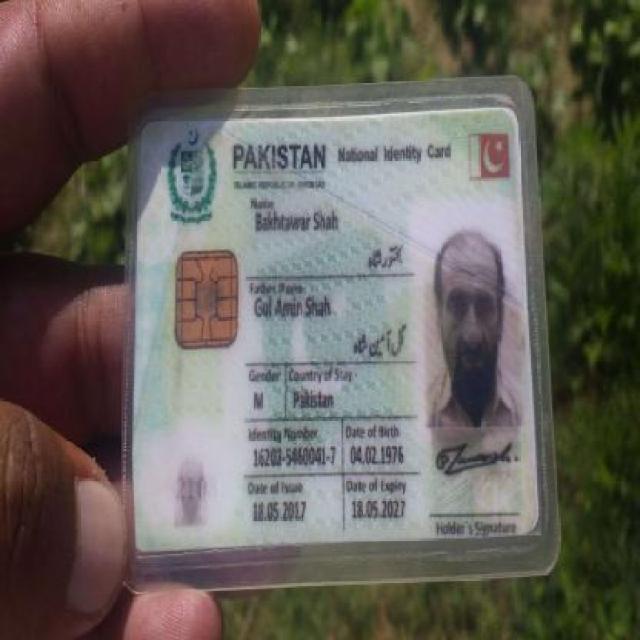 PAKISTAN National Identity Card
ISLAMIC REPUBLIC OF PAKISTAN
Name
Bakhtawar Shah
بختور شاہ
Father Name
Gul Amin Shah
گل آمین شاہ
Gender Country of Stay
M Pakistan
Identity Number Date of Birth
16202-5460041-7 04.02.1976
Date of Issue Date of Expiry
18.05.2017 18.05.2027
Holder's Signature